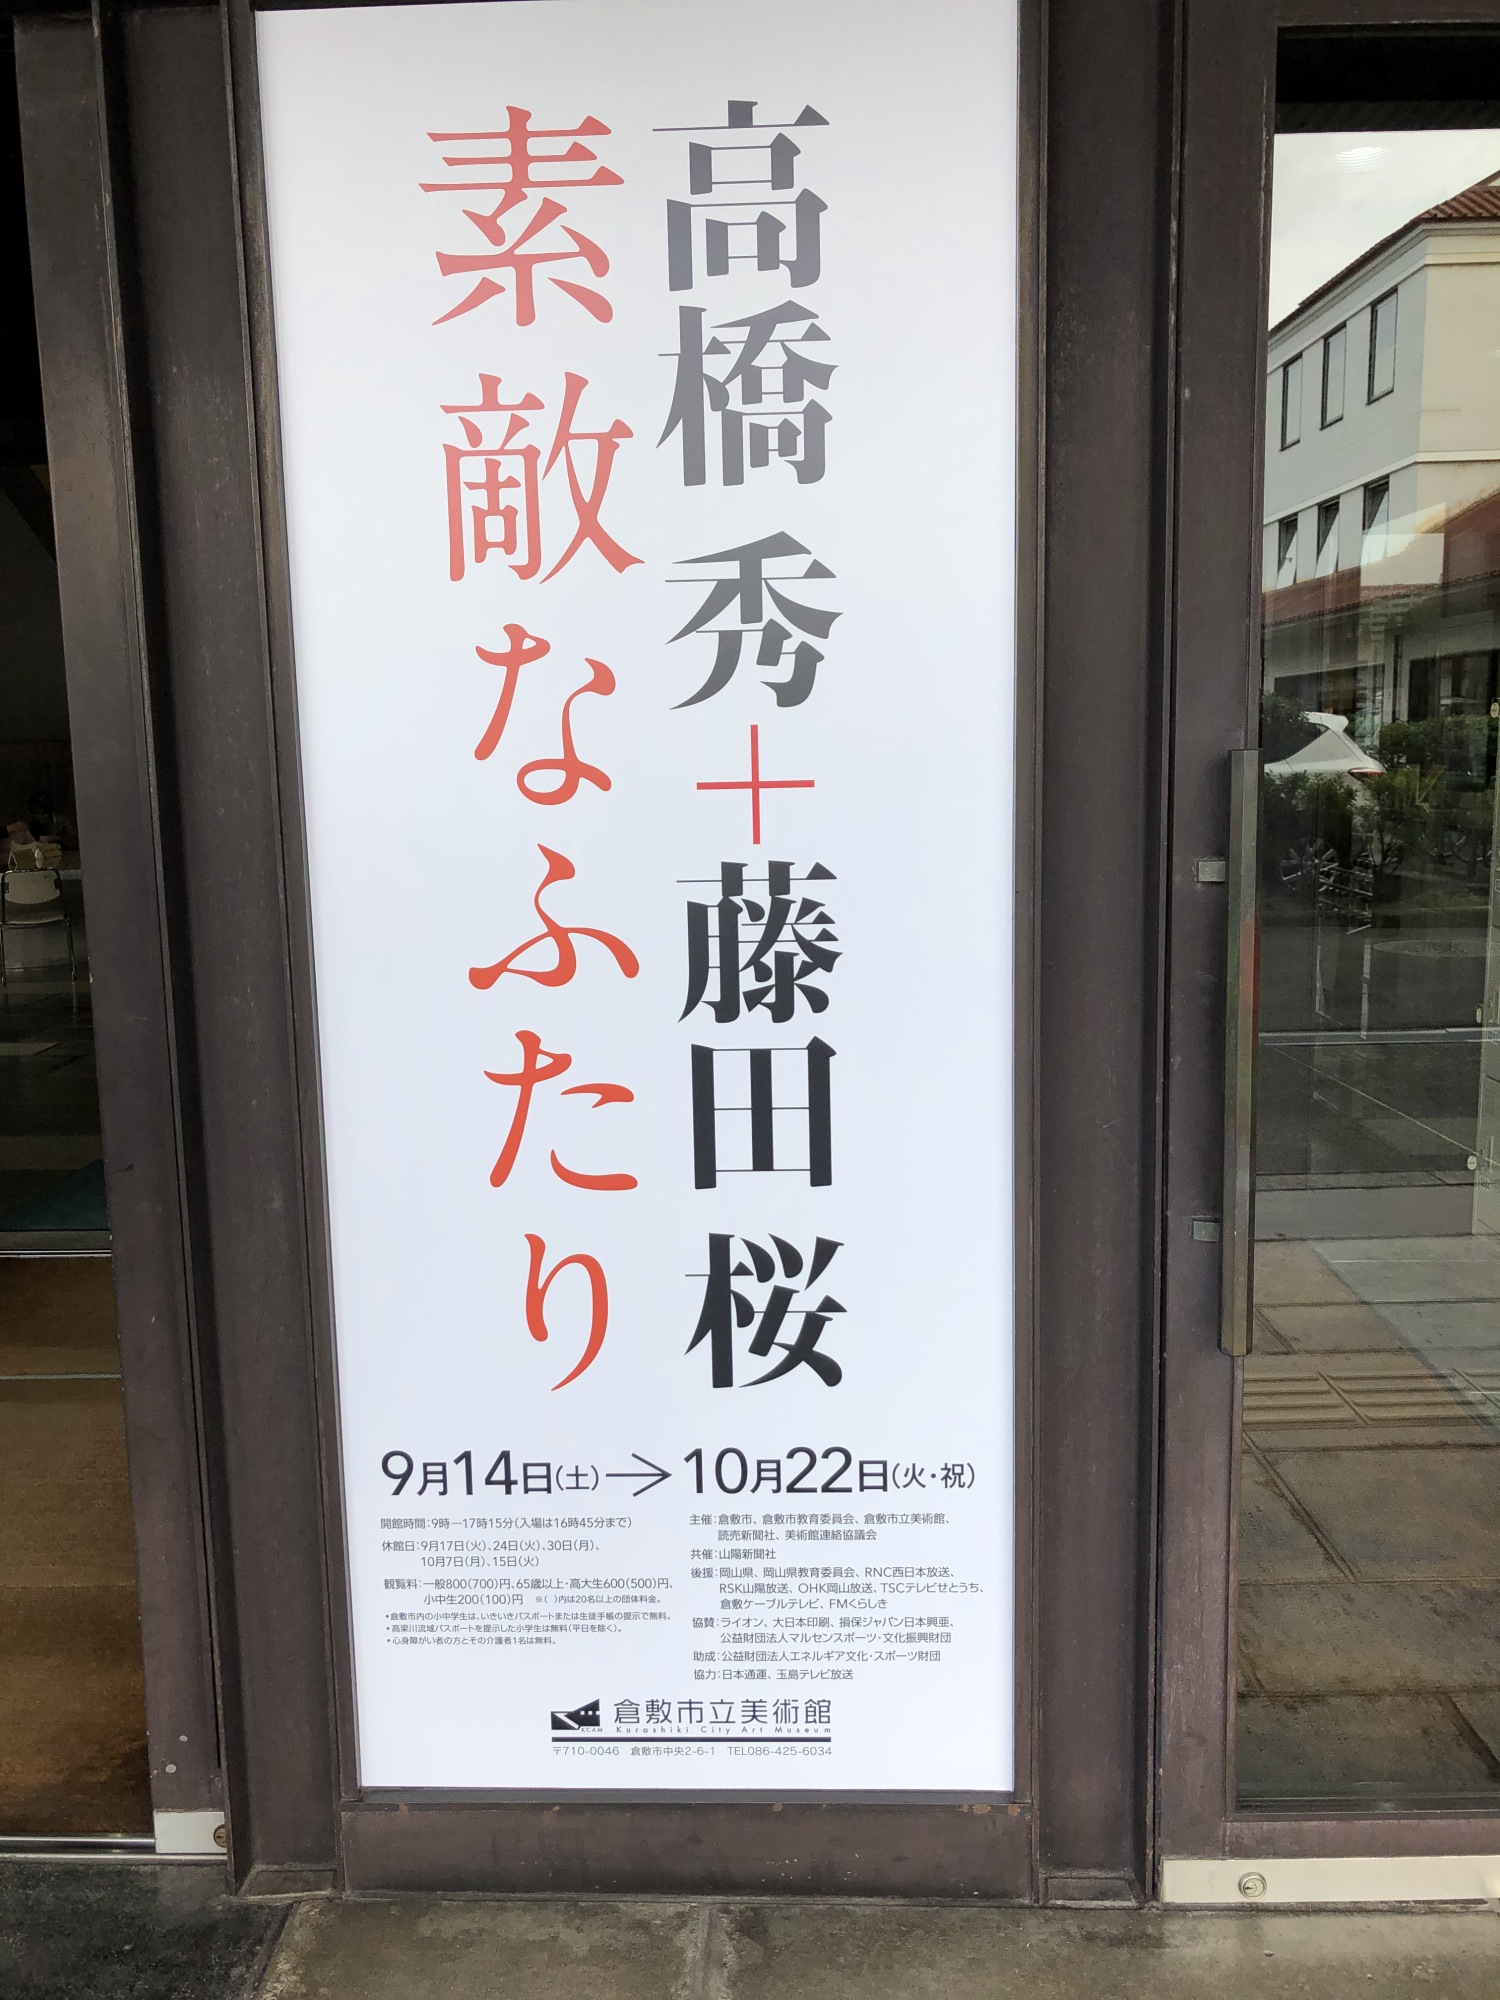 高橋 秀+藤田 桜
素敵なふたり
9月14日(土)→10月22日(火・祝)
開館時間:9時―17時15分(入場は16時45分まで)
休館日:9月17日(火)、24日(火)、30日(月)、
10月7日(月)、15日(火)
観覧料:一般800(700)円、65歳以上・高大生600(500)円、
小中生200(100)円 ※( )内は20名以上の団体料金。
・倉敷市内の小中学生は、いきいきパスポートまたは生徒手帳の提示で無料。
・高梁川流域パスポートを提示した小学生は無料(平日を除く)。
・心身障がい者の方とその介護者1名は無料。
主催:倉敷市、倉敷市教育委員会、倉敷市立美術館、
読売新聞社、美術館連絡協議会
共催:山陽新聞社
後援:岡山県、岡山県教育委員会、RNC西日本放送、
RSK山陽放送、OHK岡山放送、TSCテレビせとうち、
倉敷ケーブルテレビ、FMくらしき
協賛:ライオン、大日本印刷、損保ジャパン日本興亜、
公益財団法人マルセンスポーツ・文化振興財団
助成:公益財団法人エネルギア文化・スポーツ財団
協力:日本通運、玉島テレビ放送
KCAM
倉敷市立美術館
Kurashiki City Art Museum
〒710-0046 倉敷市中央2-6-1 TEL086-425-6034